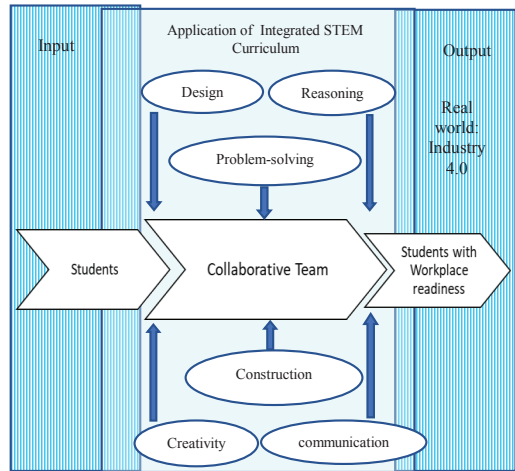 Input
Application of Integrated STEM
Curriculum
Output
Design
Reasoning
Real
world:
Industry
4.0
Problem-solving
Students
Collaborative Team
Students with
Workplace
readiness
Construction
Creativity
communication